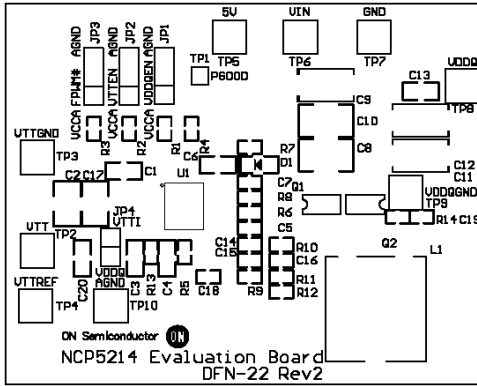 5V VIN GND
TP5 TP6 TP7
AGND JP3 AGND JP2 AGND JP1
TP1
PGOOD
VCCA FPWM# VCCA VTTEN VCCA VDDQEN
R3 R2 R1 R4
C13 VDDQ
TP8
C9
C10
C8
VTTGND
TP3
C6 R7
D1
C12
C11
C2 C17 C1 U1 C7
R8 Q1
VDDQGND
TP9
R6
JP4
VTTI
C5
R14 C19
VTT
TP2
C14
C15
R10
C16
Q2 L1
VDDQ
AGND
C20 C3 R13 C4 R5 C18 R9
R11
R12
VTTREF
TP4 TP10
ON Semiconductor ON
NCP5214 Evaluation Board
DFN-22 Rev2